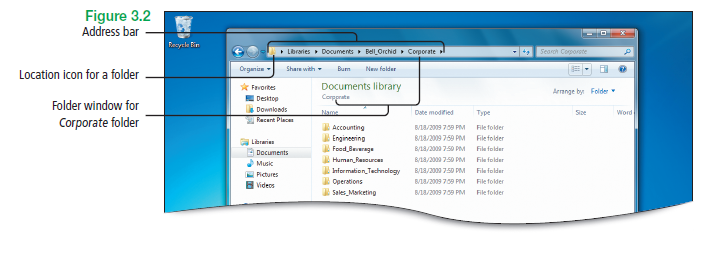 Figure 3.2
Address bar
Location icon for a folder
Folder window for
Corporate folder
Recycle Bin
Libraries Documents Bell_Orchid Corporate
Search Corporate
Organize Share with Burn New folder
Favorites
Desktop
Downloads
Recent Places
Libraries
Documents
Music
Pictures
Videos
Documents library
Corporate
Arrange by: Folder
Name Date modified Type Size Word
Accounting 8/18/2009 7:59 PM File folder
Engineering 8/18/2009 7:59 PM File folder
Food_Beverage 8/18/2009 7:59 PM File folder
Human_Resources 8/18/2009 7:59 PM File folder
Information_Technology 8/18/2009 7:59 PM File folder
Operations 8/18/2009 7:59 PM File folder
Sales_Marketing 8/18/2009 7:59 PM File folder